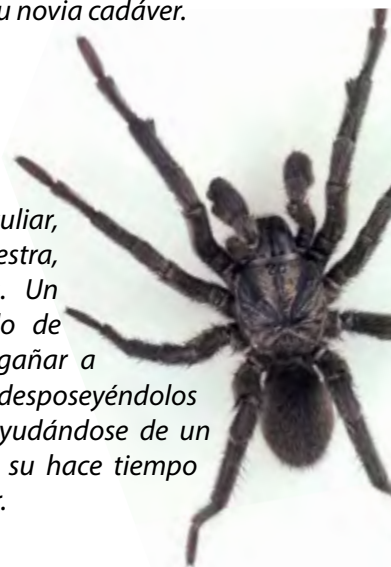 u novia cadáver.
uliar,
estra,
. Un
o de
gañar a
desposeyéndolos
yudándose de un
su hace tiempo
r.